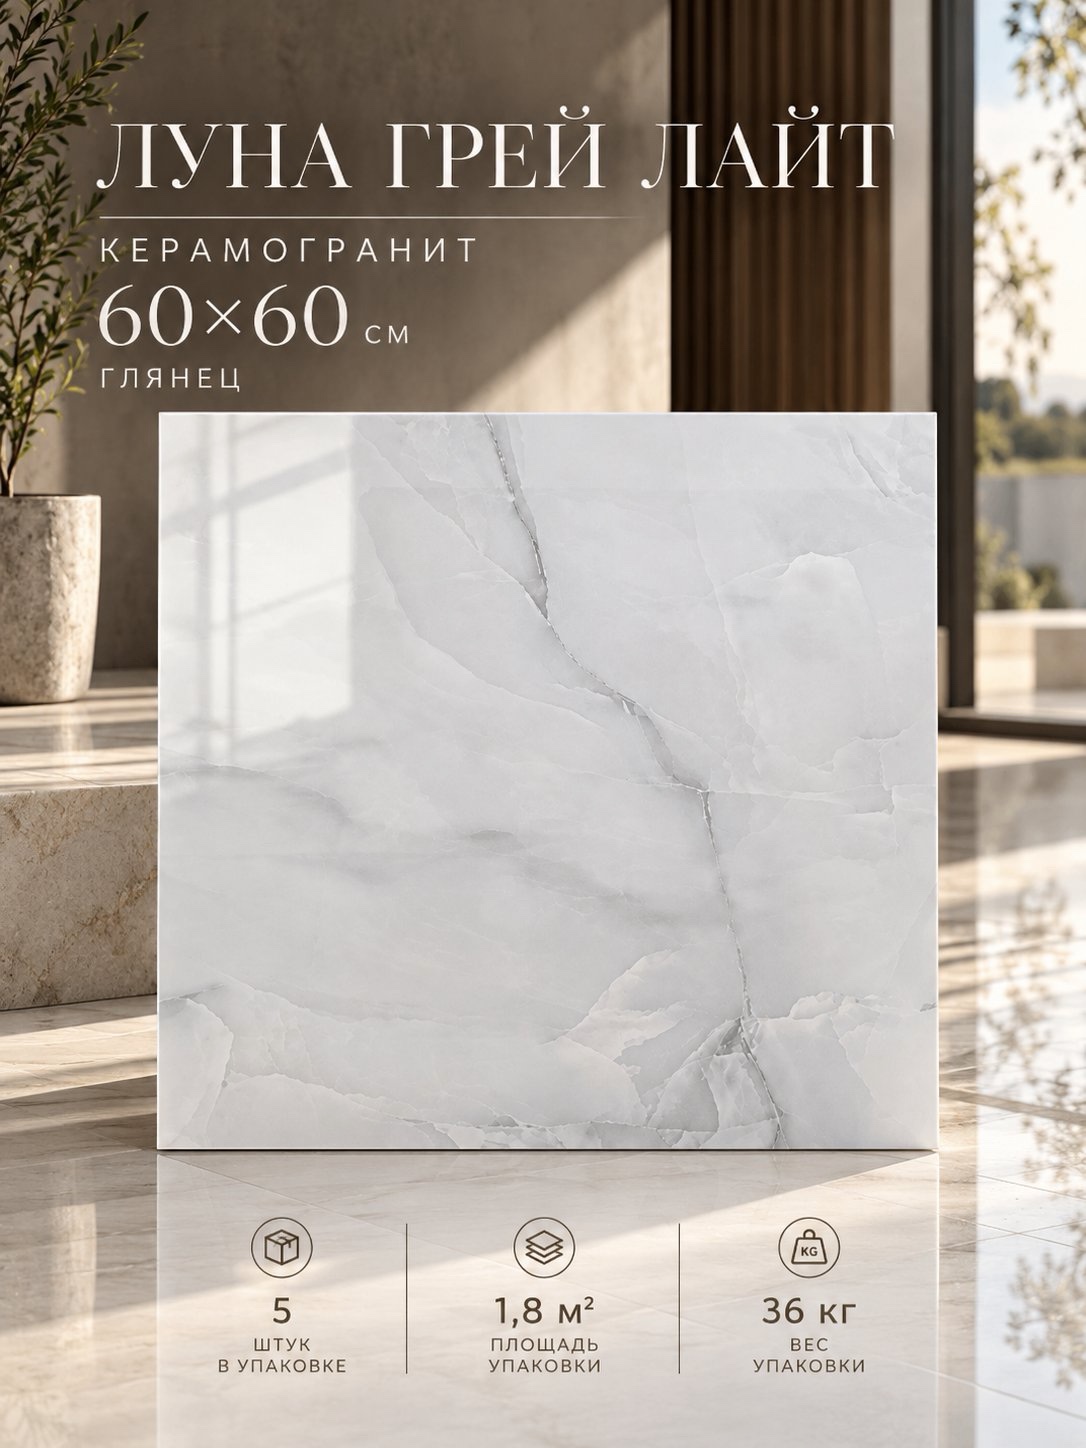 ЛУНА ГРЕЙ ЛАЙТ
КЕРАМОГРАНИТ
60×60 СМ
ГЛЯНЕЦ
5
ШТУК
В УПАКОВКЕ
1,8 м²
ПЛОЩАДЬ
УПАКОВКИ
KG
36 кг
ВЕС
УПАКОВКИ